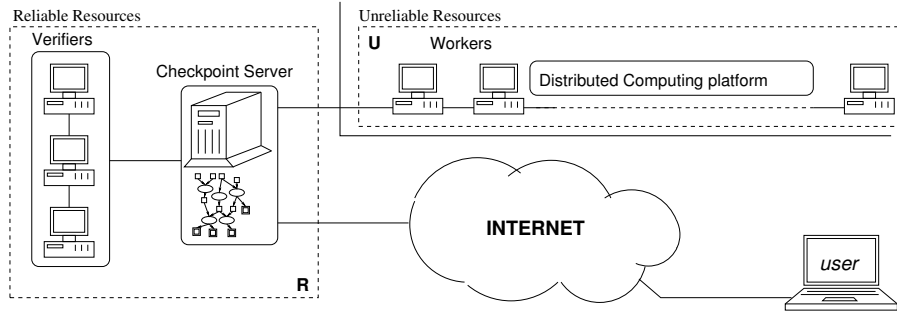 Reliable Resources
Unreliable Resources
Verifiers
U
Workers
Checkpoint Server
Distributed Computing platform
INTERNET
user
R